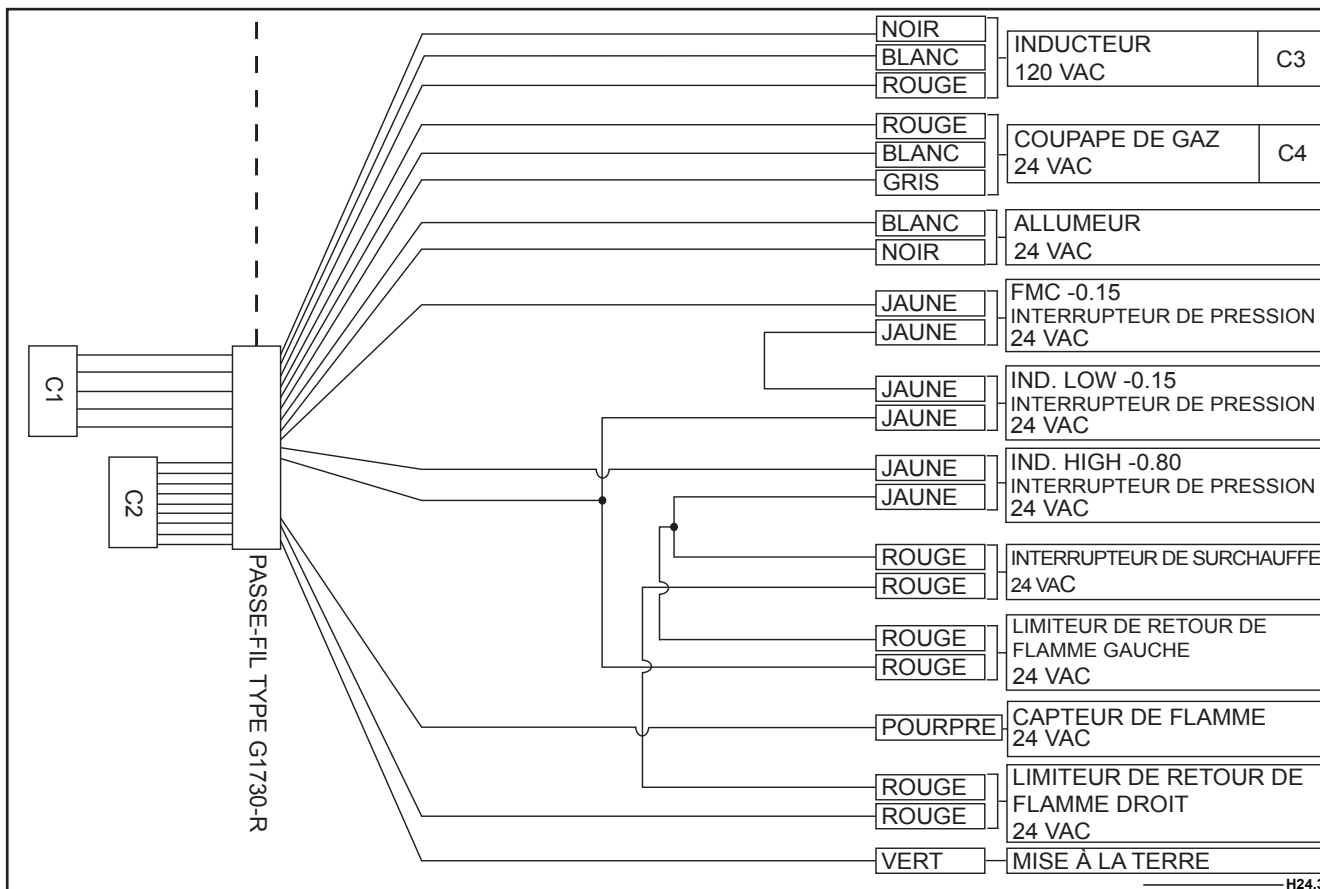 NOIR
BLANC
ROUGE
INDUCTEUR
120 VAC
C3
ROUGE
BLANC
GRIS
COUPAPE DE GAZ
24 VAC
C4
BLANC
NOIR
ALLUMEUR
24 VAC
JAUNE
JAUNE
FMC -0.15
INTERRUPTEUR DE PRESSION
24 VAC
JAUNE
JAUNE
IND. LOW -0.15
INTERRUPTEUR DE PRESSION
24 VAC
JAUNE
JAUNE
IND. HIGH -0.80
INTERRUPTEUR DE PRESSION
24 VAC
ROUGE
ROUGE
INTERRUPTEUR DE SURCHAUFFE
24 VAC
ROUGE
ROUGE
LIMITEUR DE RETOUR DE
FLAMME GAUCHE
24 VAC
POURPRE
CAPTEUR DE FLAMME
24 VAC
ROUGE
ROUGE
LIMITEUR DE RETOUR DE
FLAMME DROIT
24 VAC
VERT
MISE À LA TERRE
C1
C2
PASSE-FIL TYPE G1730-R